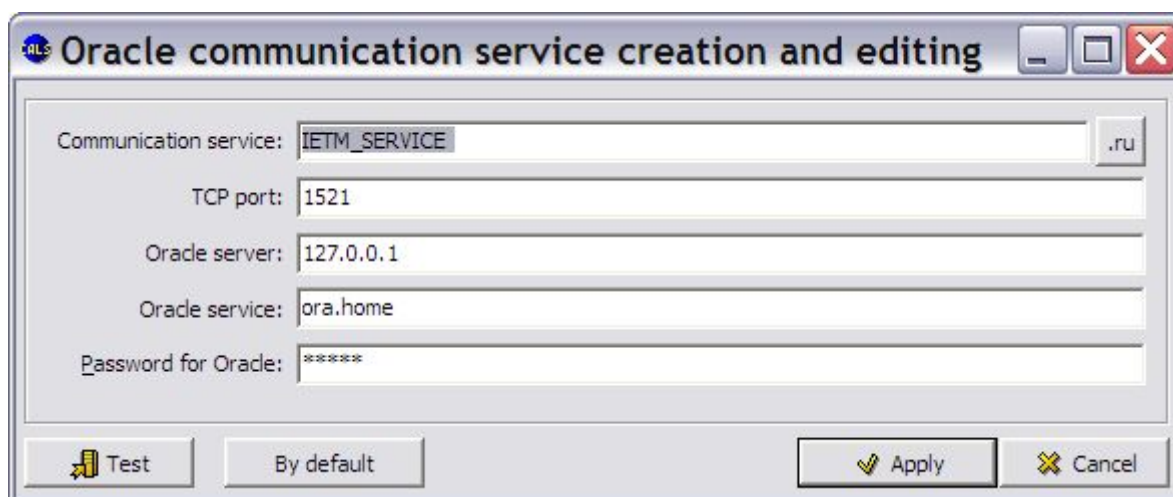 CALS Oracle communication service creation and editing
Communication service: IETM_SERVICE .ru
TCP port: 1521
Oracle server: 127.0.0.1
Oracle service: ora.home
Password for Oracle: *****
Test By default Apply Cancel